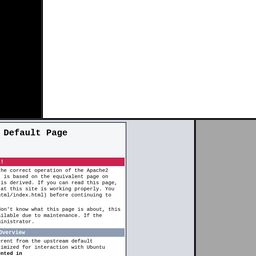 Default Page
!
he correct operation of the Apache2
is based on the equivalent page on
is derived. If you can read this page,
at this site is working properly. You
tml/index.html) before continuing to
don't know what this page is about, this
ilable due to maintenance. If the
inistrator.
Overview
rent from the upstream default
imized for interaction with Ubuntu
ented in